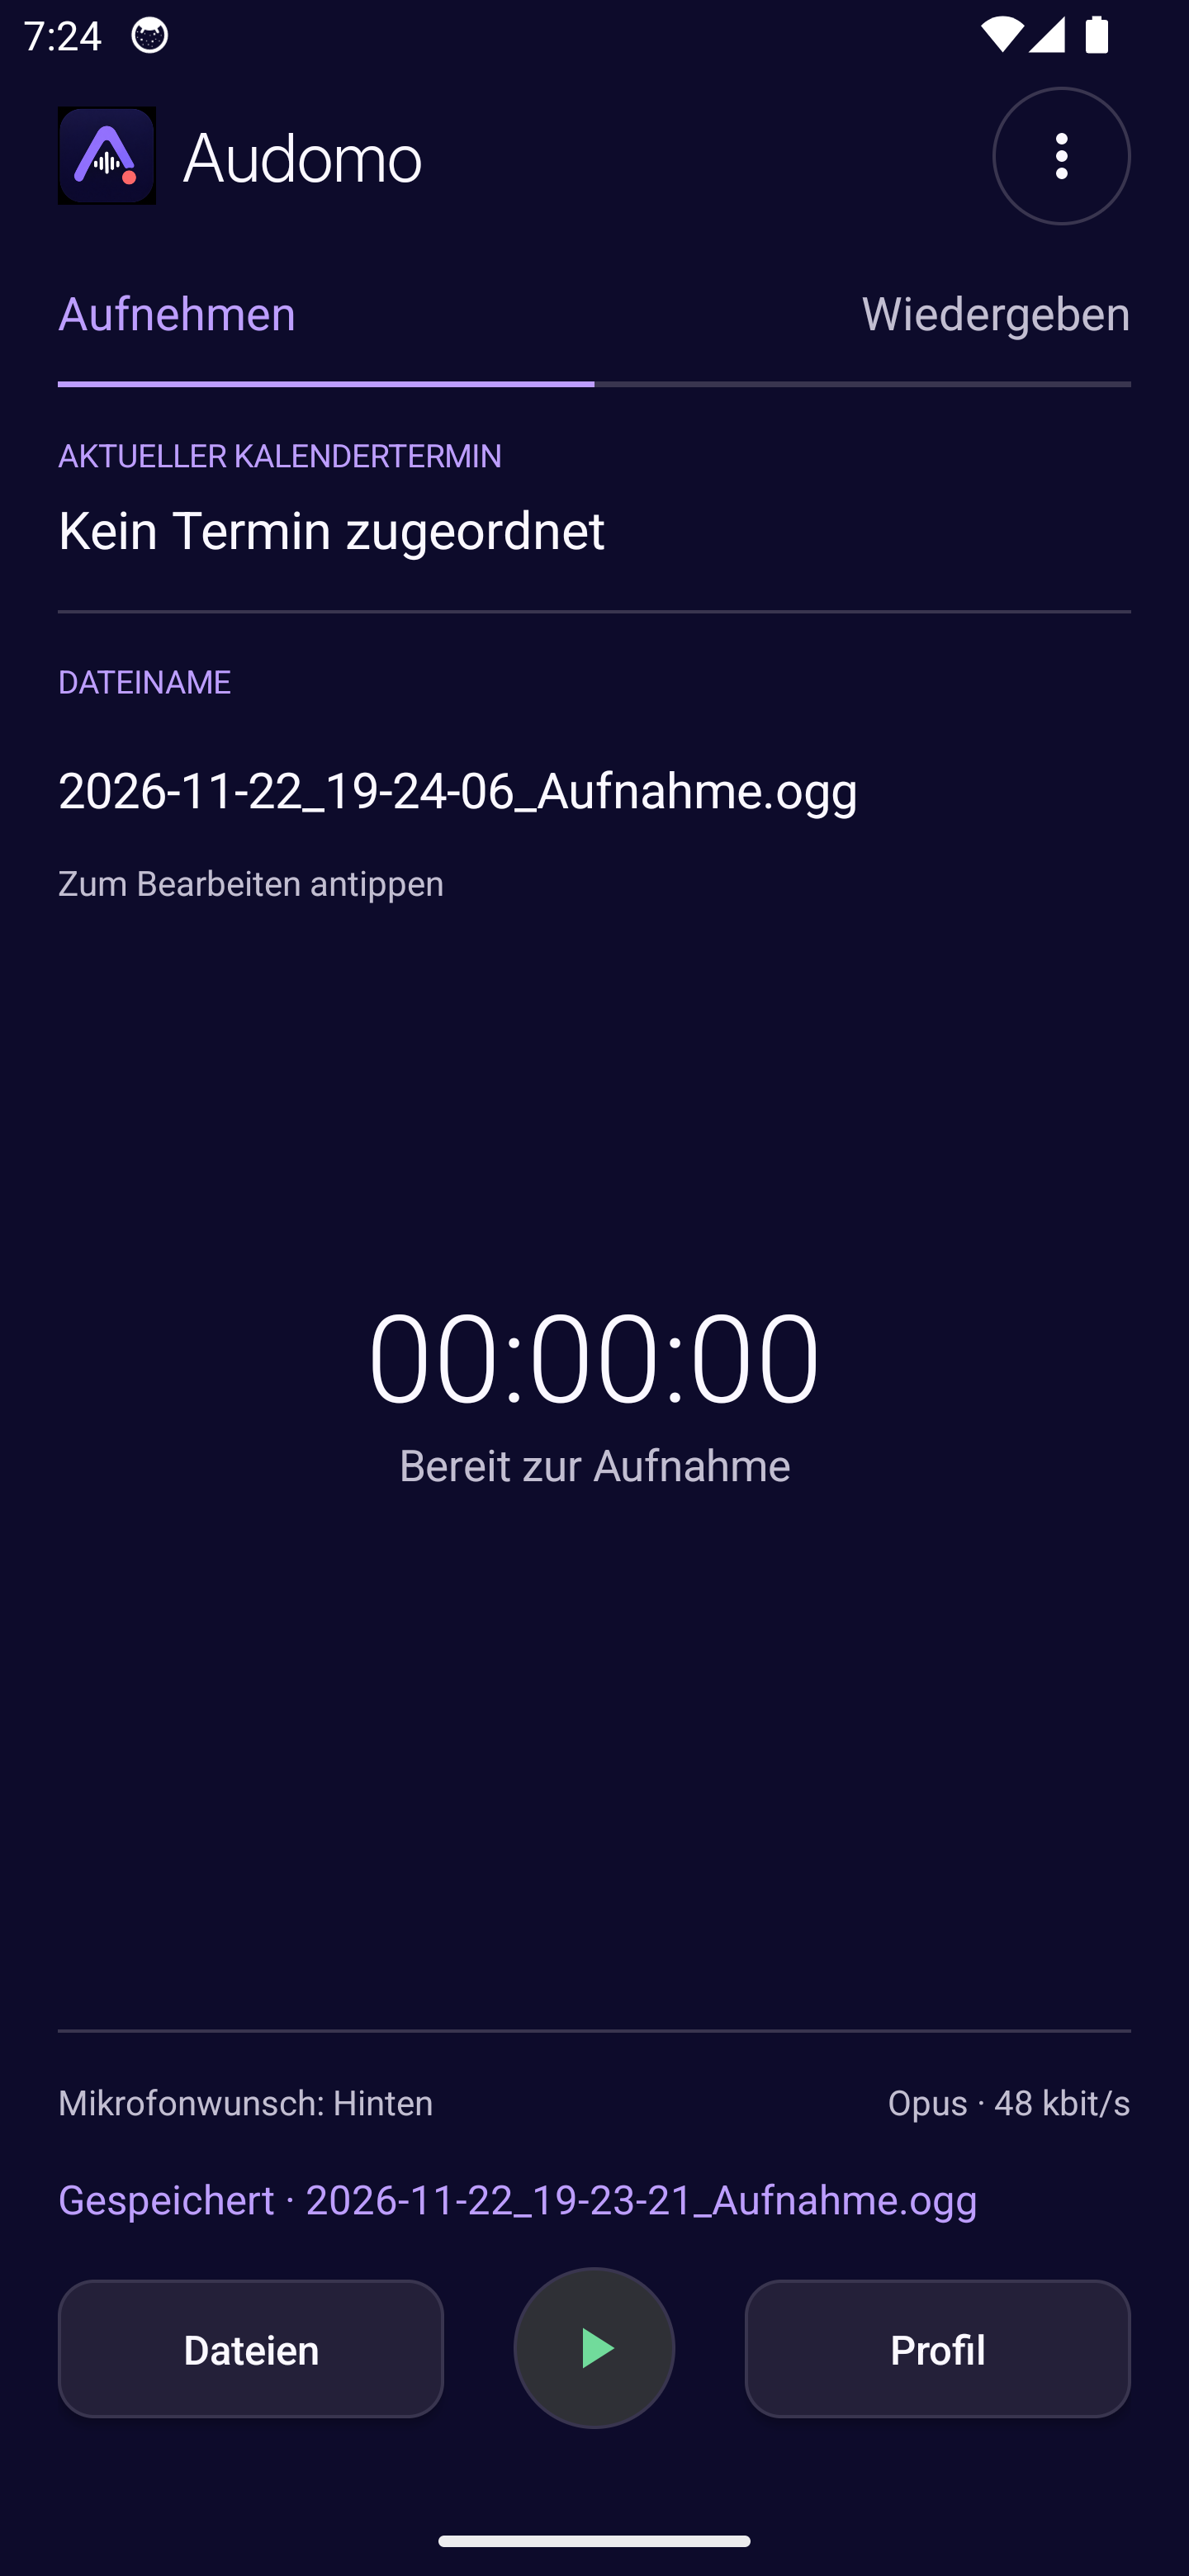 7:24
Audomo
Aufnehmen
Wiedergeben
AKTUELLER KALENDERTERMIN
Kein Termin zugeordnet
DATEINAME
2026-11-22_19-24-06_Aufnahme.ogg
Zum Bearbeiten antippen
00:00:00
Bereit zur Aufnahme
Mikrofonwunsch: Hinten
Opus · 48 kbit/s
Gespeichert · 2026-11-22_19-23-21_Aufnahme.ogg
Dateien
Profil